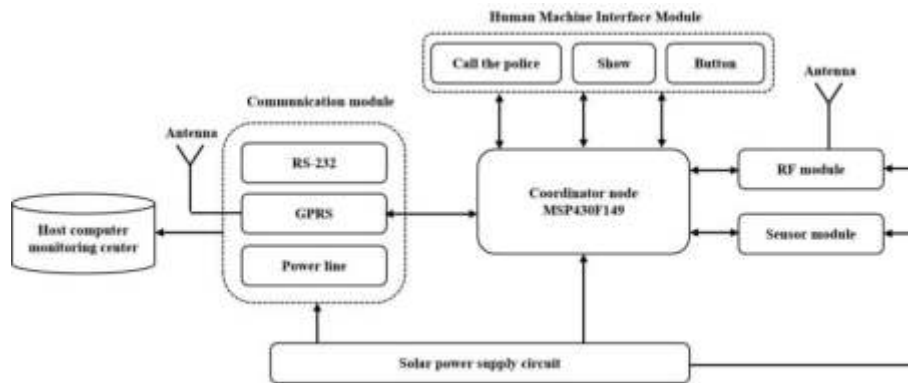 Human Machine Interface Module
Call the police
Show
Button
Antenna
Communication module
Antenna
RS-232
GPRS
Power line
Host computer
monitoring center
Coordinator node
MSP430F149
RF module
Sensor module
Solar power supply circuit